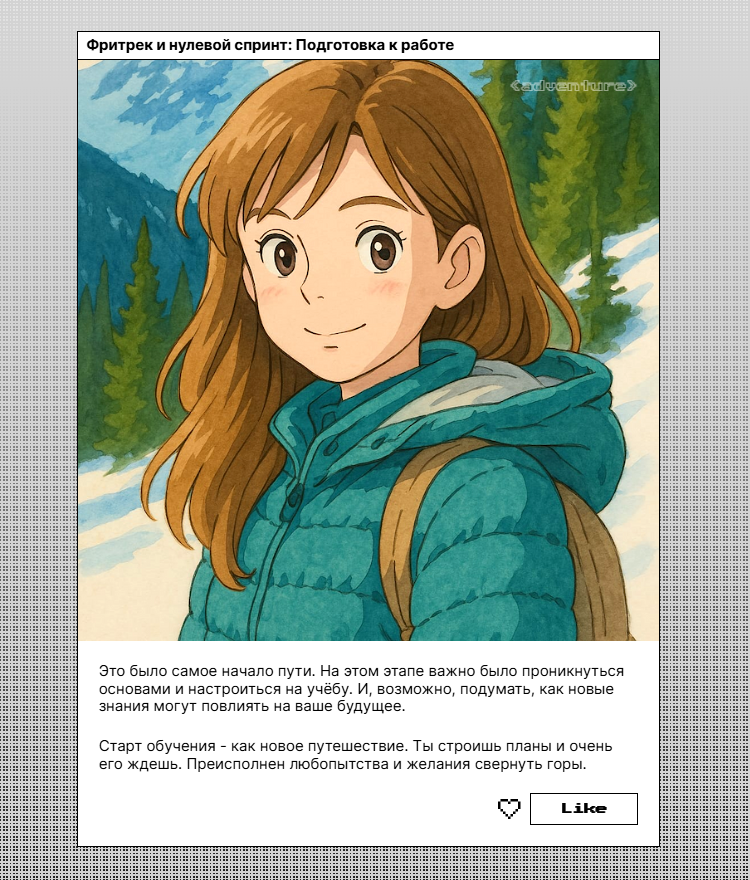 Фритрек и нулевой спринт: Подготовка к работе
<adventure>
Это было самое начало пути. На этом этапе важно было проникнуться
основами и настроиться на учёбу. И, возможно, подумать, как новые
знания могут повлиять на ваше будущее.
Старт обучения - как новое путешествие. Ты строишь планы и очень
его ждешь. Преисполнен любопытства и желания свернуть горы.
Like